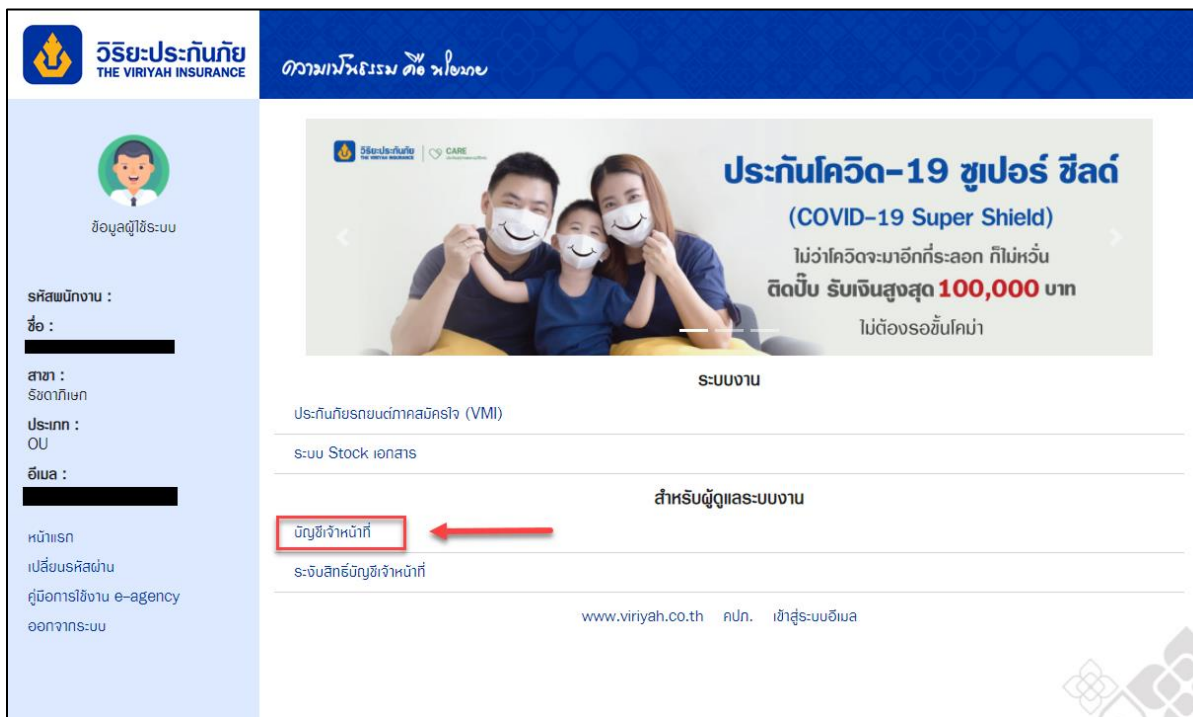 วิริยะประกันภัย
THE VIRIYAH INSURANCE
ความเป็นธรรม คือ นโยบาย
ข้อมูลผู้ใช้ระบบ
รหัสพนักงาน :
ชื่อ :
สาขา :
รัชดาภิเษก
ประเภท :
OU
อีเมล :
หน้าแรก
เปลี่ยนรหัสผ่าน
คู่มือการใช้งาน e-agency
ออกจากระบบ
วิริยะประกันภัย
THE VIRIYAH INSURANCE
CARE
ประกันโควิด-19 ซูเปอร์ ชีลด์
(COVID-19 Super Shield)
ไม่ว่าโควิดจะมาอีกกี่ระลอก ก็ไม่หวั่น
ติดปุ๊บ รับเงินสูงสุด 100,000 บาท
ไม่ต้องรอขั้นโคม่า
ระบบงาน
ประกันภัยรถยนต์ภาคสมัครใจ (VMI)
ระบบ Stock เอกสาร
สำหรับผู้ดูแลระบบงาน
บัญชีเจ้าหน้าที่
ระงับสิทธิ์บัญชีเจ้าหน้าที่
www.viriyah.co.th คปภ. เข้าสู่ระบบอีเมล